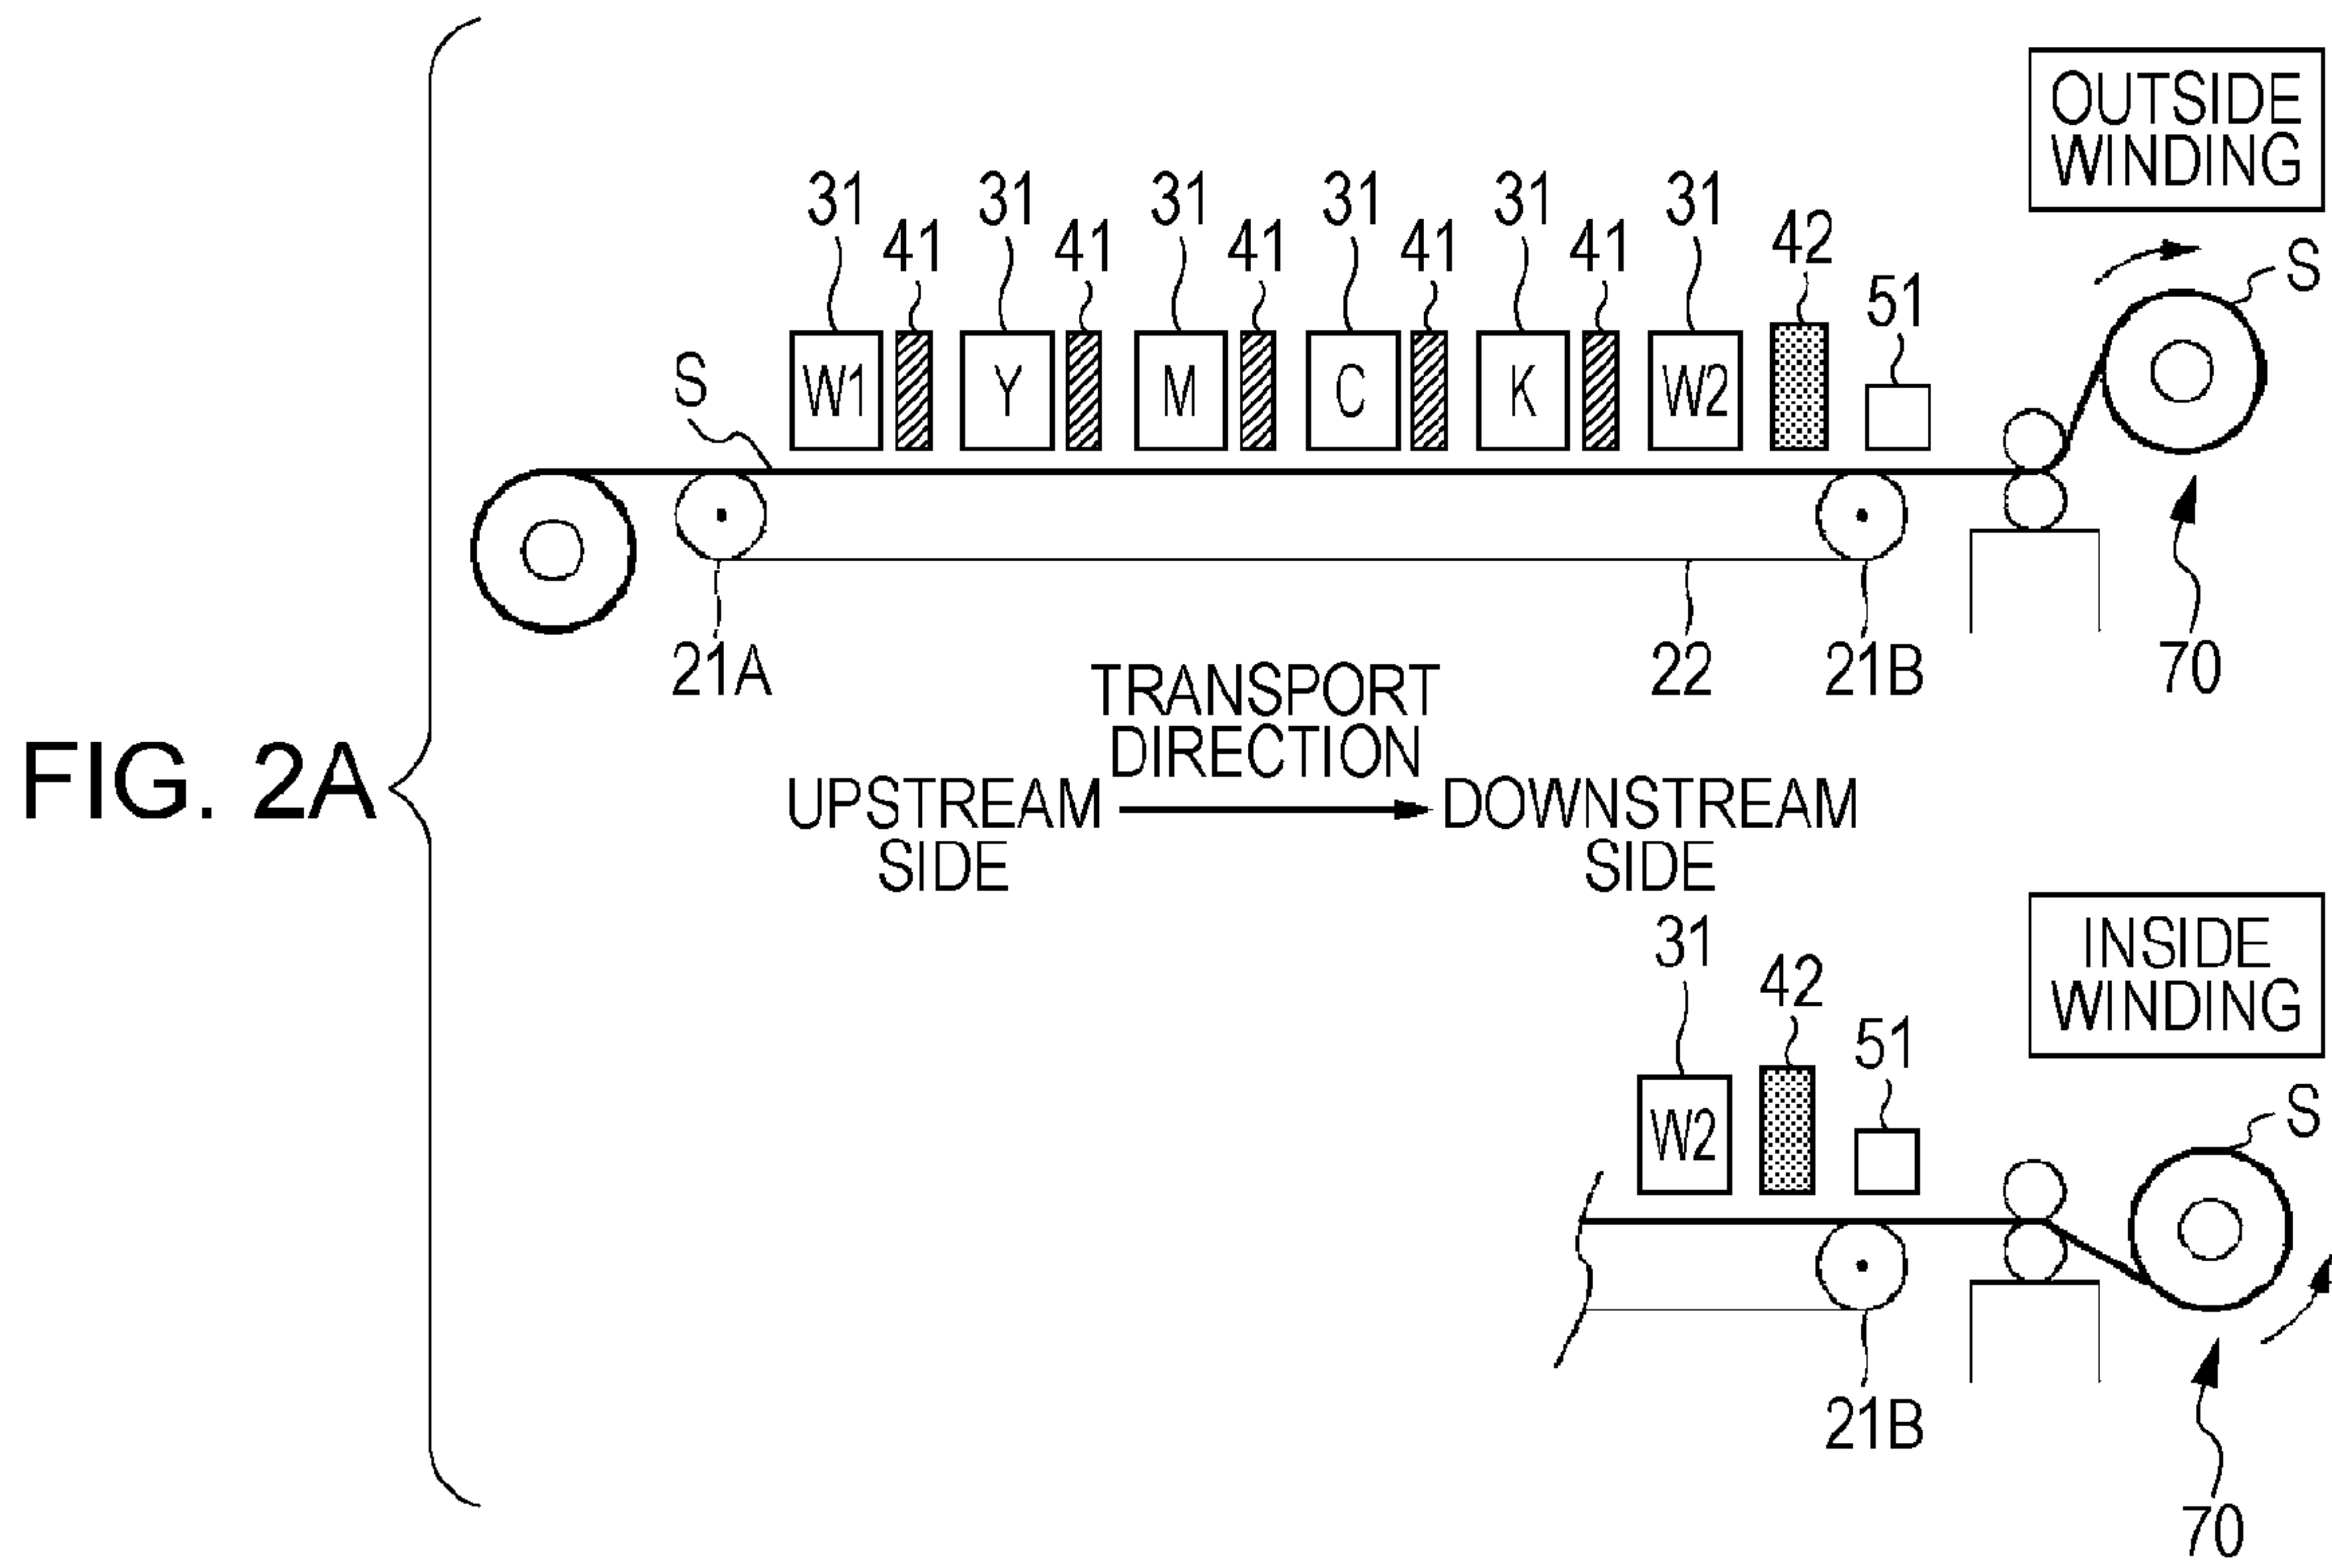 OUTSIDE
WINDING
31 31 31 31 31 31
41 41 41 41 41 42
51
S
S
W1 Y M C K W2
21A 22 21B 70
TRANSPORT
DIRECTION
FIG. 2A
UPSTREAM DOWNSTREAM
SIDE SIDE
INSIDE
WINDING
31
42
51
S
W2
21B
70